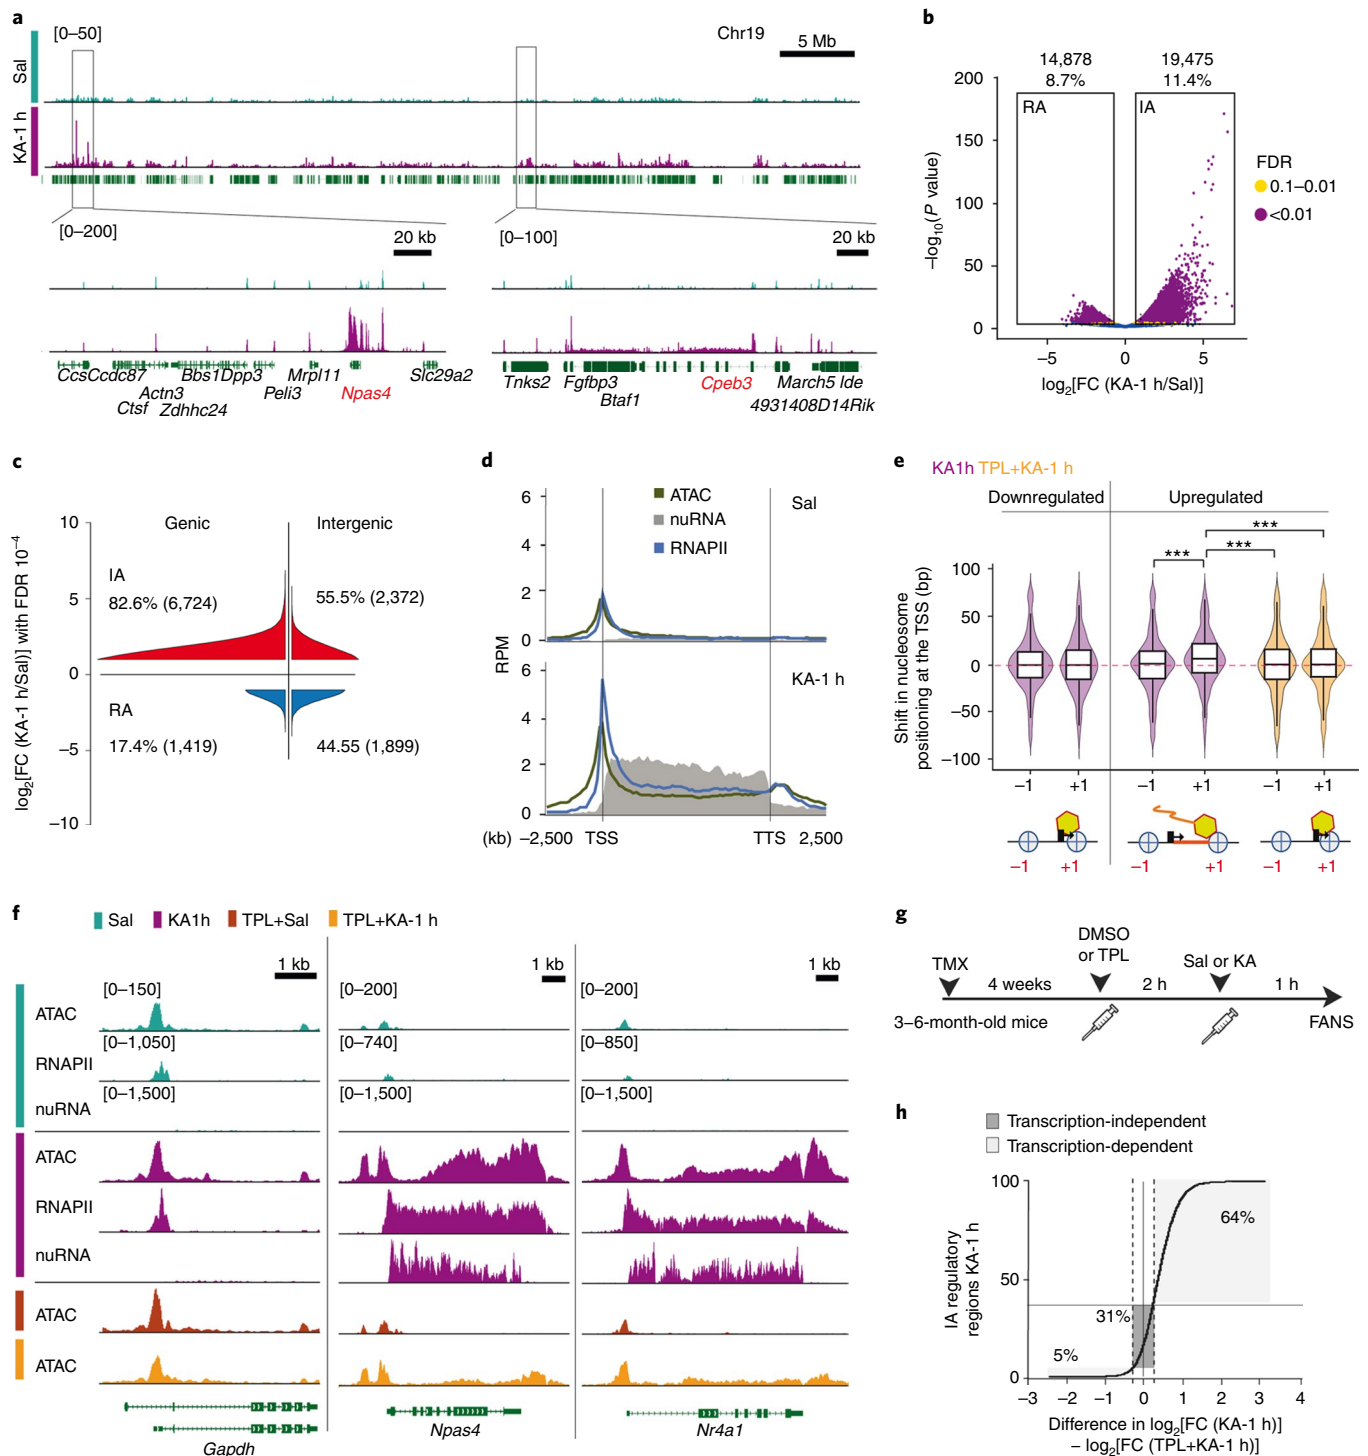 a
[0–50]
Chr19
5 Mb
Sal
KA-1 h
[0–200]
20 kb
[0–100]
20 kb
CcsCcdc87
Bbs1Dpp3
Mrpl11
Slc29a2
Actn3
Peli3
Npas4
Ctsf
Zdhhc24
Tnks2
Fgfbp3
Cpeb3
March5
Ide
Btaf1
4931408D14Rik
b
14,878
8.7%
19,475
11.4%
RA
IA
200
150
100
50
0
–log10(P value)
–5
0
5
log2[FC (KA-1 h/Sal)]
FDR
0.1–0.01
<0.01
c
Genic
Intergenic
10
5
0
–5
–10
log2[FC (KA-1 h/Sal)] with FDR 10–4
IA
82.6% (6,724)
55.5% (2,372)
RA
17.4% (1,419)
44.55 (1,899)
d
ATAC
nuRNA
RNAPII
Sal
6
4
2
0
RPM
KA-1 h
6
4
2
0
(kb)
–2,500
TSS
TTS
2,500
e
KA1h TPL+KA-1 h
Downregulated
Upregulated
***
***
***
100
50
0
–50
–100
Shift in nucleosome
positioning at the TSS (bp)
–1
+1
–1
+1
–1
+1
–1
+1
–1
+1
–1
+1
f
Sal
KA1h
TPL+Sal
TPL+KA-1 h
1 kb
1 kb
1 kb
ATAC
[0–150]
[0–200]
[0–200]
RNAPII
[0–1,050]
[0–740]
[0–850]
nuRNA
[0–1,500]
[0–1,500]
[0–1,500]
ATAC
RNAPII
nuRNA
ATAC
ATAC
Gapdh
Npas4
Nr4a1
g
TMX
DMSO
or TPL
Sal or KA
4 weeks
2 h
1 h
3–6-month-old mice
FANS
h
Transcription-independent
Transcription-dependent
100
50
0
IA regulatory
regions KA-1 h
64%
31%
5%
–3
–2
–1
0
1
2
3
4
Difference in log2[FC (KA-1 h)]
– log2[FC (TPL+KA-1 h)]